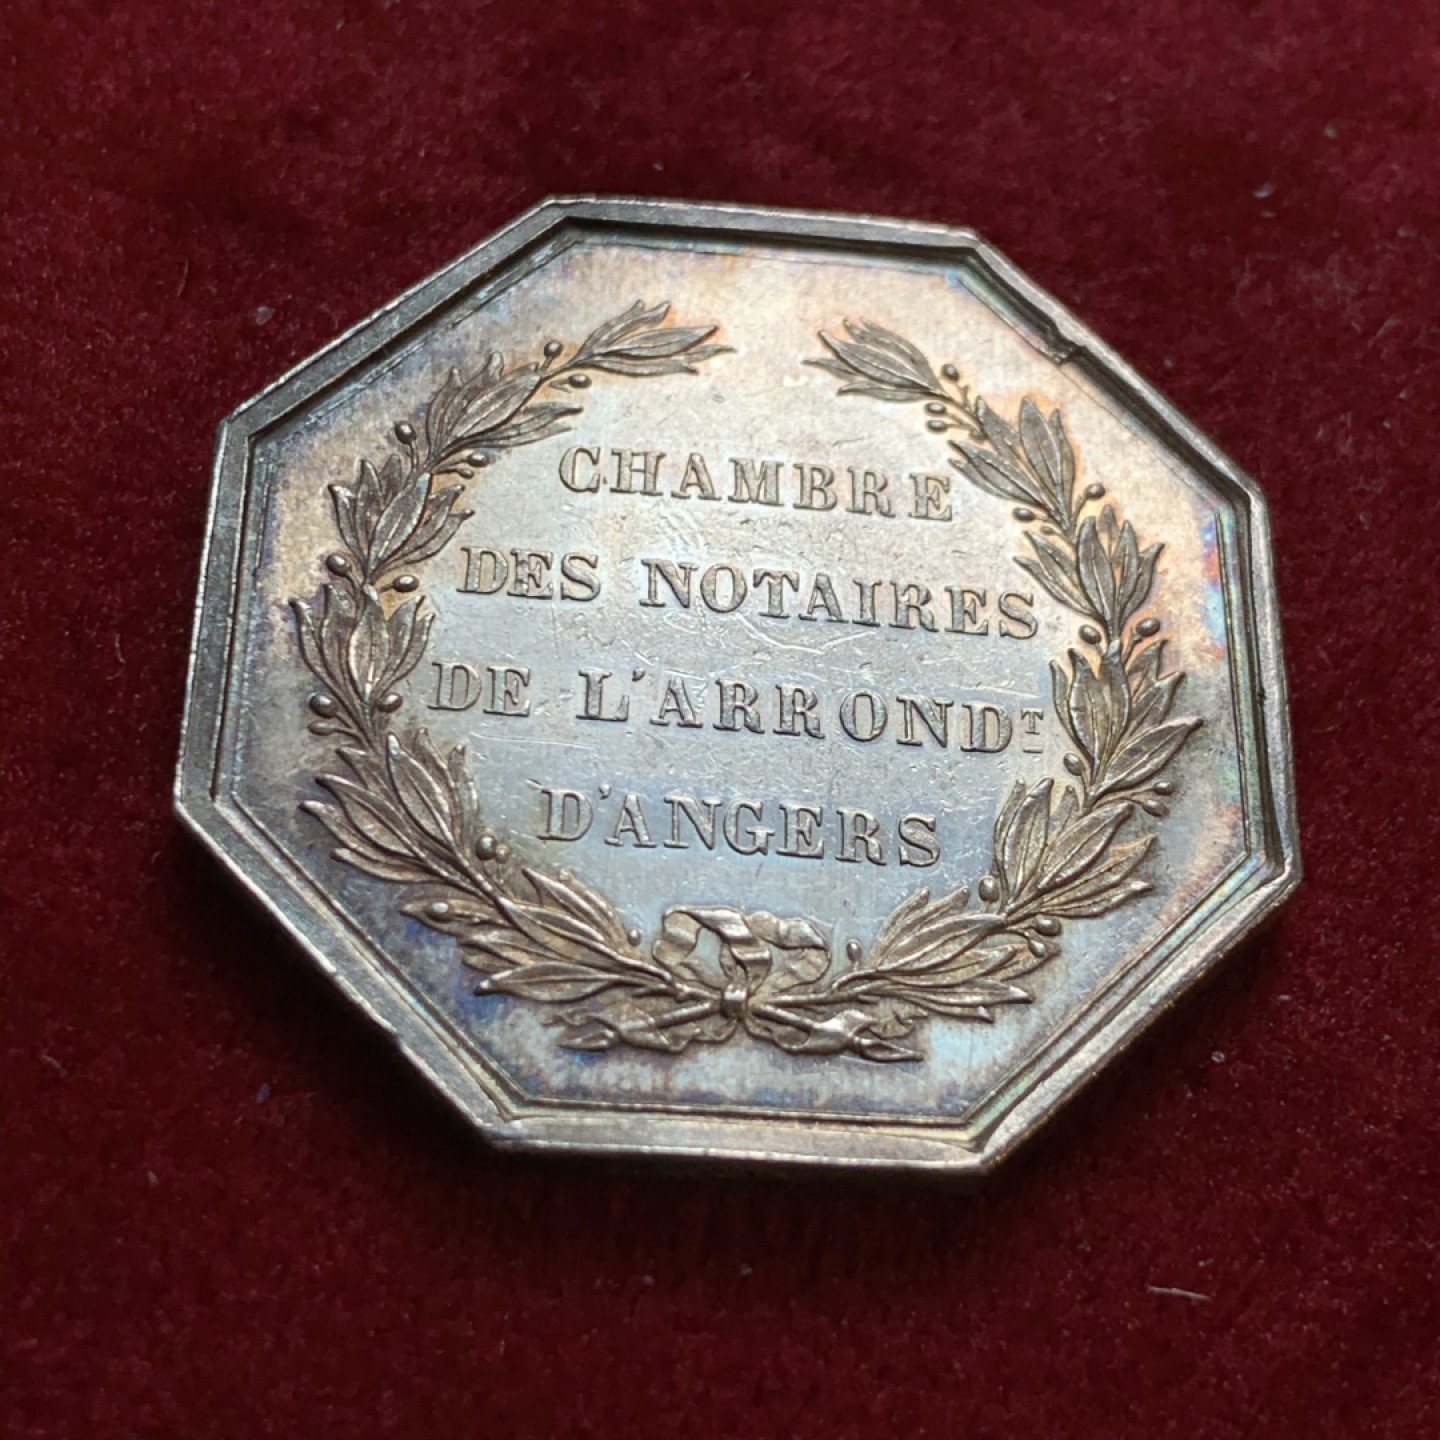 CHAMBRE
DES NOTAIRES
DE L'ARRONDT
D'ANGERS